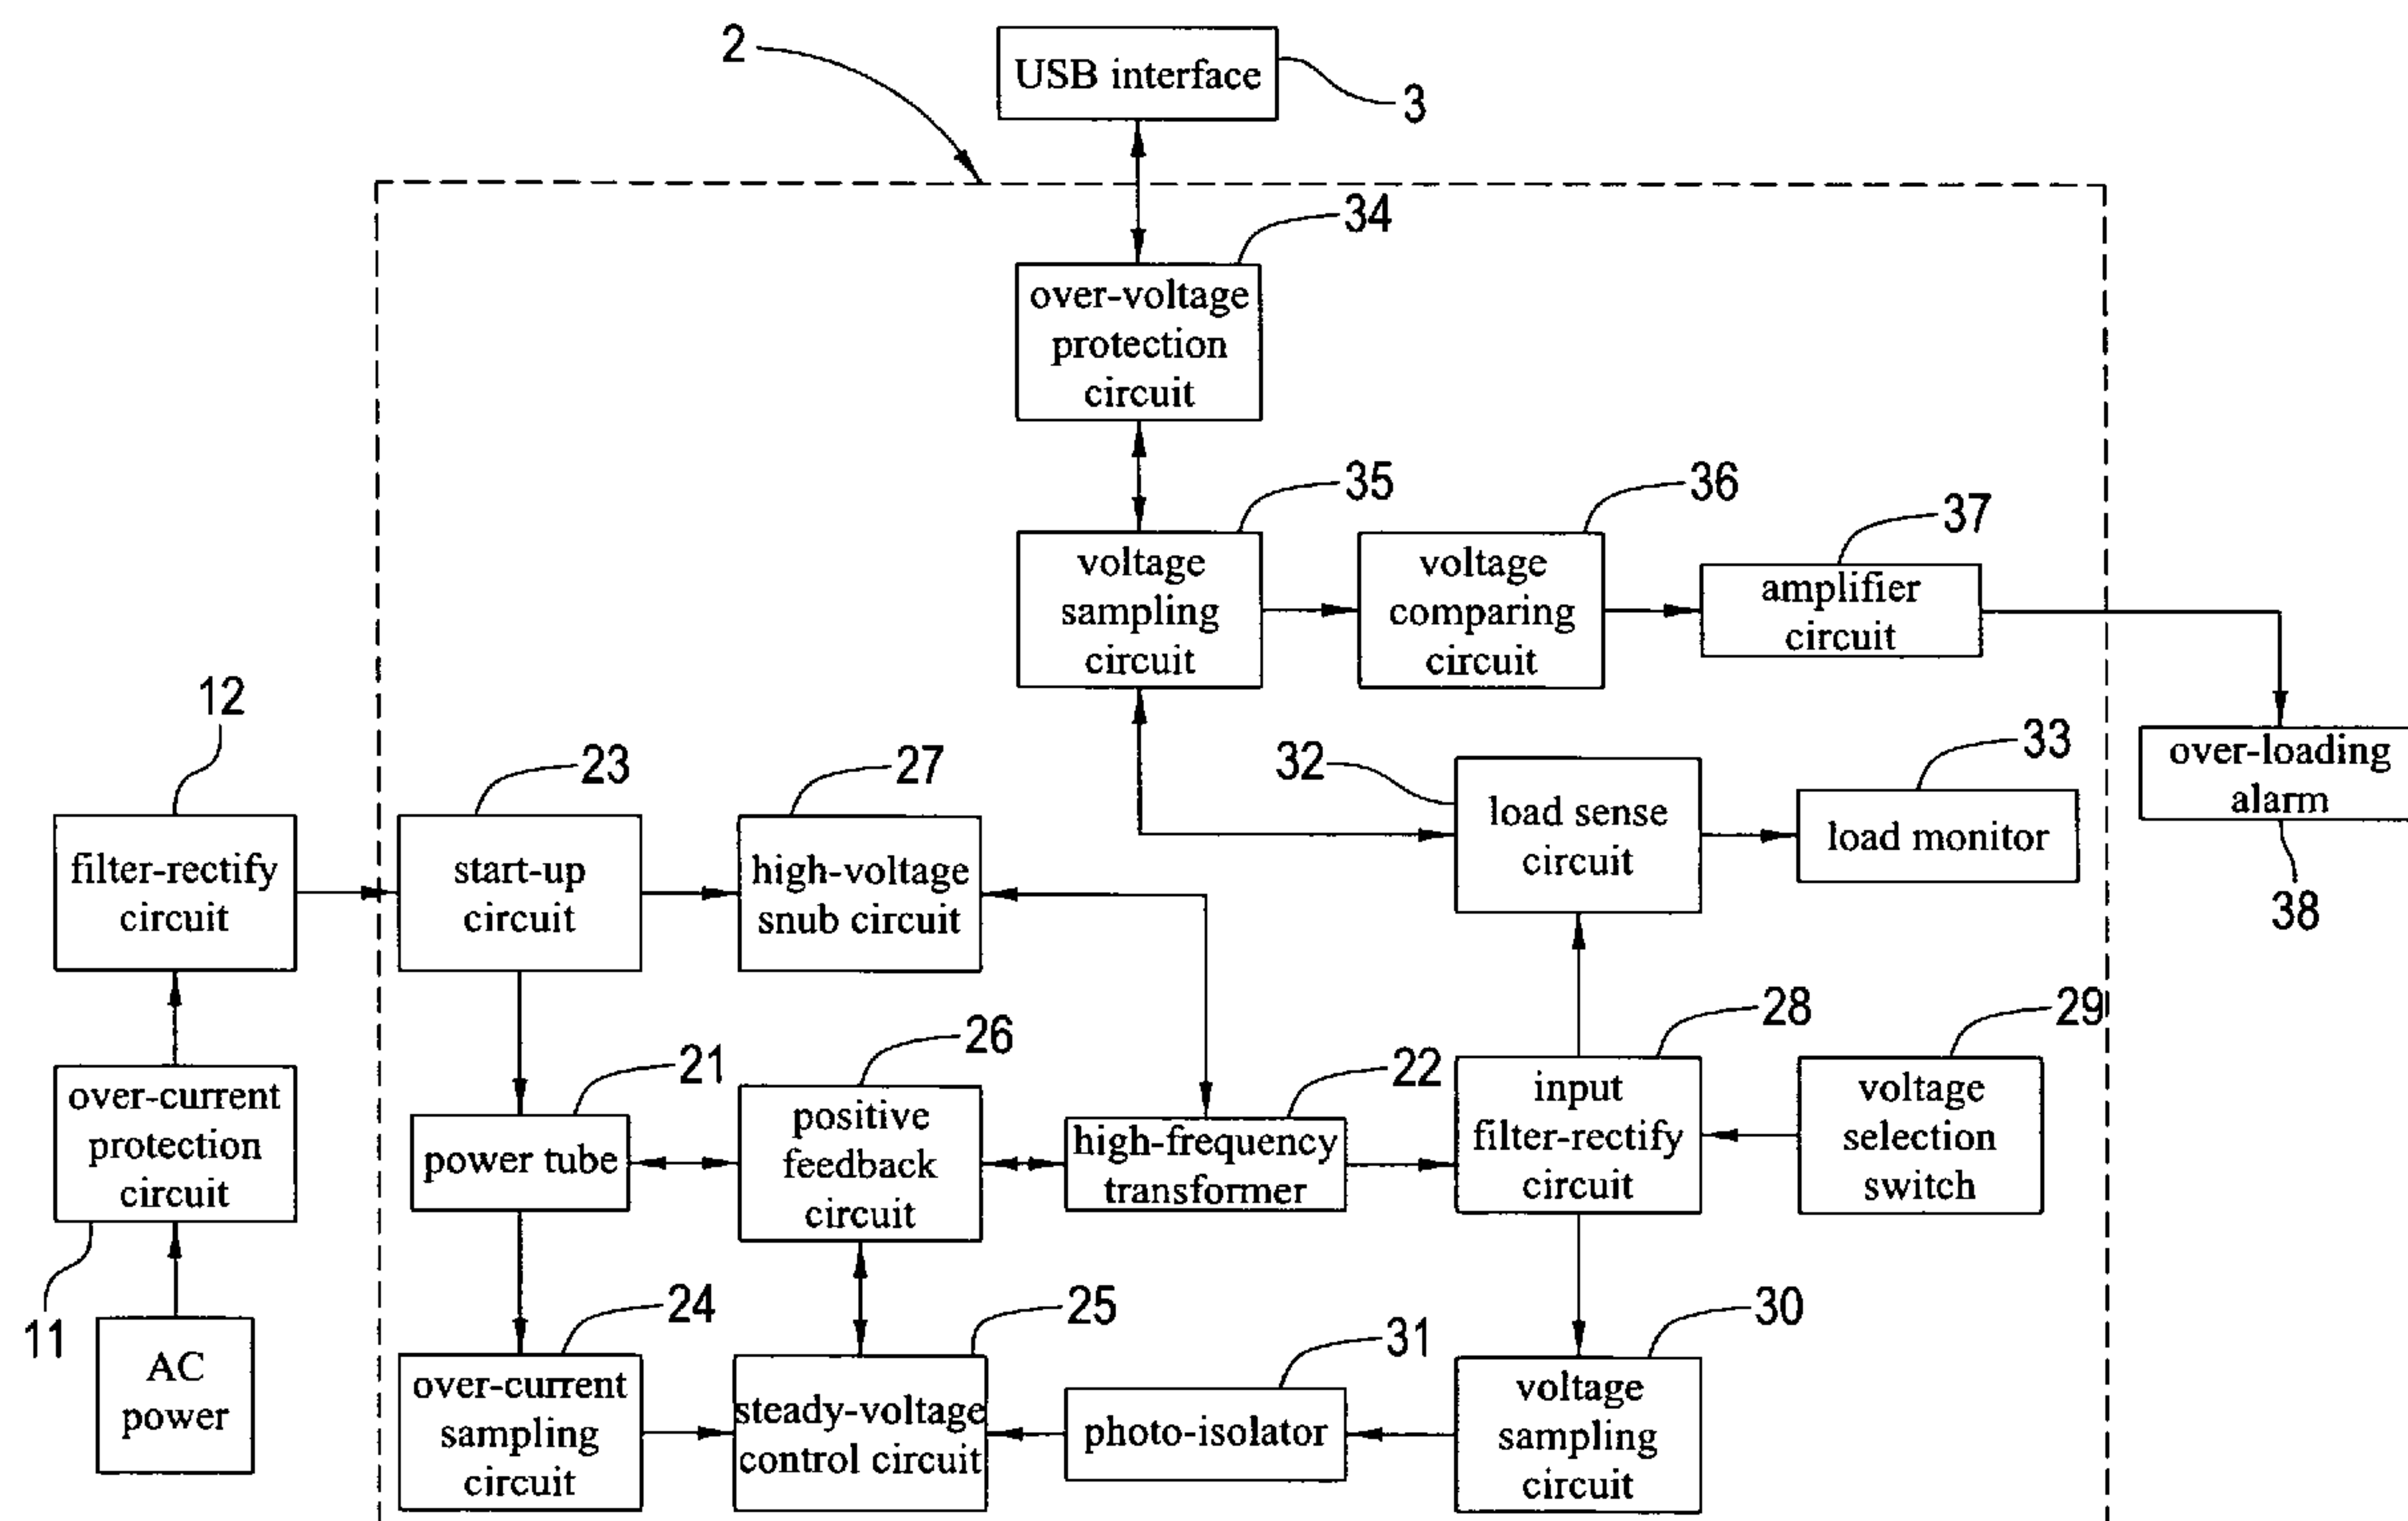 2
USB interface
3
34
over-voltage
protection
circuit
35
36
37
voltage
sampling
circuit
voltage
comparing
circuit
amplifier
circuit
12
23
27
32
33
over-loading
alarm
38
filter-rectify
circuit
start-up
circuit
high-voltage
snub circuit
load sense
circuit
load monitor
26
28
29
21
22
over-current
protection
circuit
11
power tube
positive
feedback
circuit
high-frequency
transformer
input
filter-rectify
circuit
voltage
selection
switch
24
25
31
30
AC
power
over-current
sampling
circuit
steady-voltage
control circuit
photo-isolator
voltage
sampling
circuit